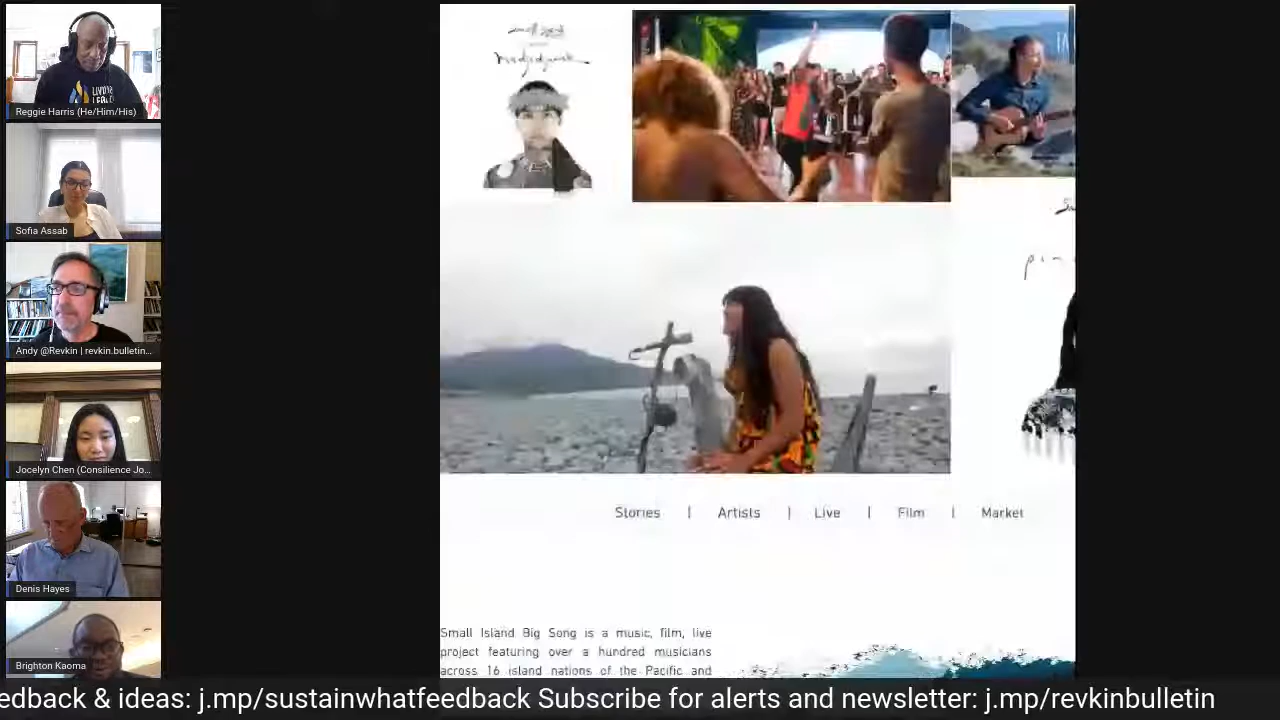 Reggie Harris (He/Him/His)
Sofia Assab
Andy @Revkin | revkin.bulletin...
Jocelyn Chen (Consilience Jo...
Denis Hayes
Brighton Kaoma
Stories | Artists | Live | Film | Market
Small Island Big Song is a music, film, live
project featuring over a hundred musicians
across 16 island nations of the Pacific and
edback & ideas: j.mp/sustainwhatfeedback Subscribe for alerts and newsletter: j.mp/revkinbulletin